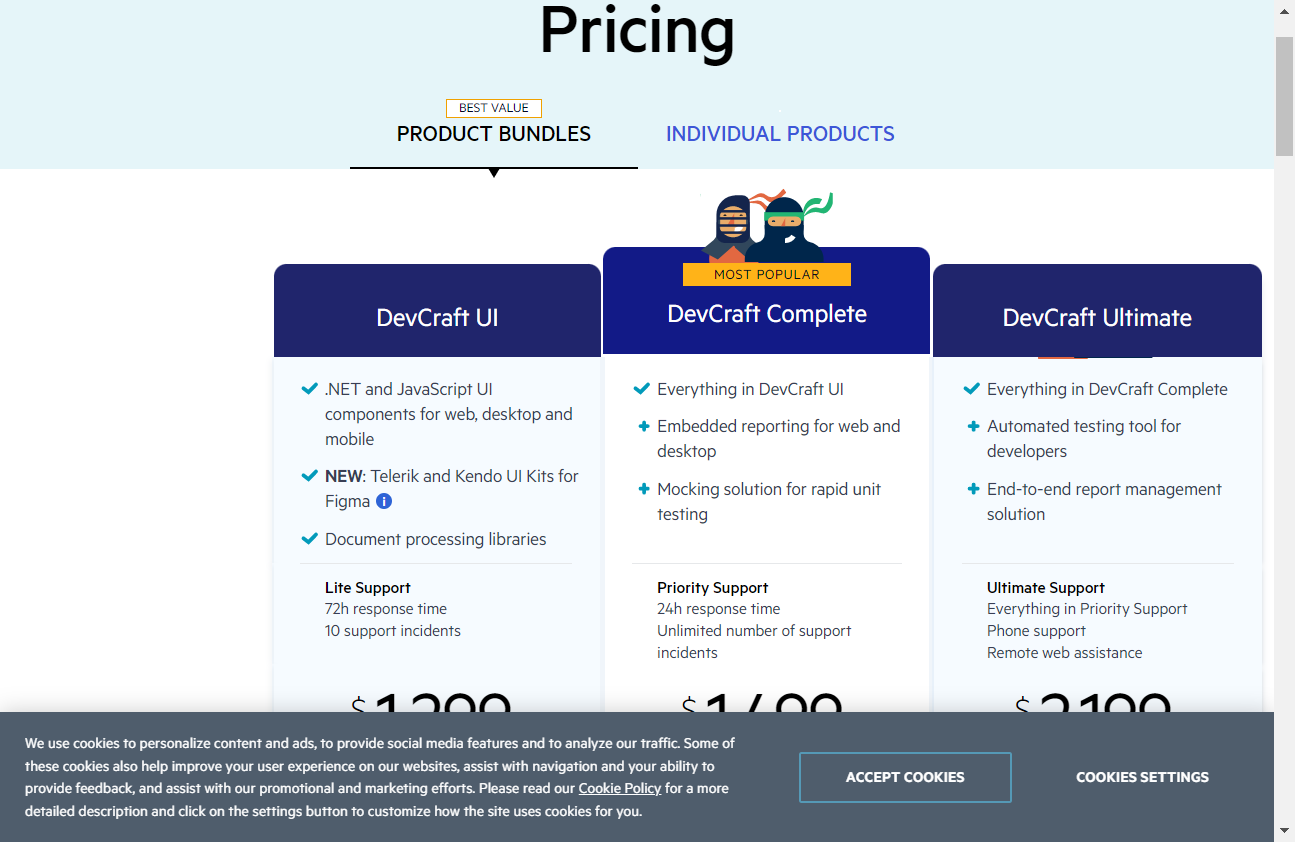 Pricing
BEST VALUE
PRODUCT BUNDLES
INDIVIDUAL PRODUCTS
MOST POPULAR
DevCraft UI
.NET and JavaScript UI
components for web, desktop and
mobile
NEW: Telerik and Kendo UI Kits for
Figma i
Document processing libraries
Lite Support
72h response time
10 support incidents
DevCraft Complete
Everything in DevCraft UI
Embedded reporting for web and
desktop
Mocking solution for rapid unit
testing
Priority Support
24h response time
Unlimited number of support
incidents
DevCraft Ultimate
Everything in DevCraft Complete
Automated testing tool for
developers
End-to-end report management
solution
Ultimate Support
Everything in Priority Support
Phone support
Remote web assistance
We use cookies to personalize content and ads, to provide social media features and to analyze our traffic. Some of
these cookies also help improve your user experience on our websites, assist with navigation and your ability to
provide feedback, and assist with our promotional and marketing efforts. Please read our Cookie Policy for a more
detailed description and click on the settings button to customize how the site uses cookies for you.
ACCEPT COOKIES
COOKIES SETTINGS